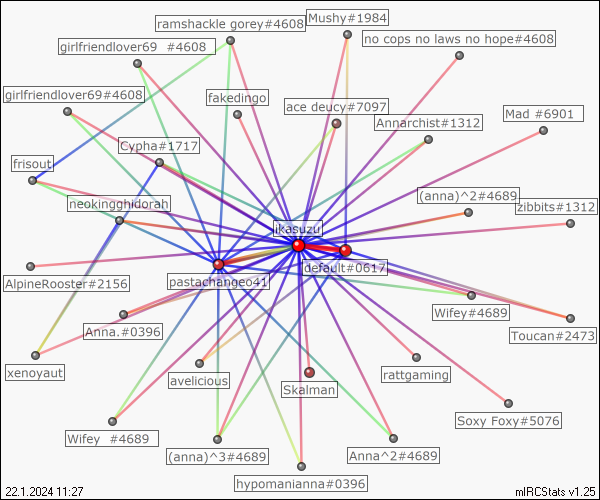 ramshackle gorey#4608
Mushy#1984
girlfriendlover69 #4608
no cops no laws no hope#4608
girlfriendlover69#4608
fakedingo
ace deucy#7097
Mad #6901
Annarchist#1312
Cypha#1717
frisout
(anna)^2#4689
neokingghidorah
zibbits#1312
ikasuzu
default#0617
AlpineRooster#2156
pastachangeo41
Wifey#4689
Anna.#0396
Toucan#2473
xenoyaut
avelicious
rattgaming
Skalman
Soxy Foxy#5076
Wifey #4689
(anna)^3#4689
Anna^2#4689
hypomanianna#0396
22.1.2024 11:27
mIRCStats v1.25